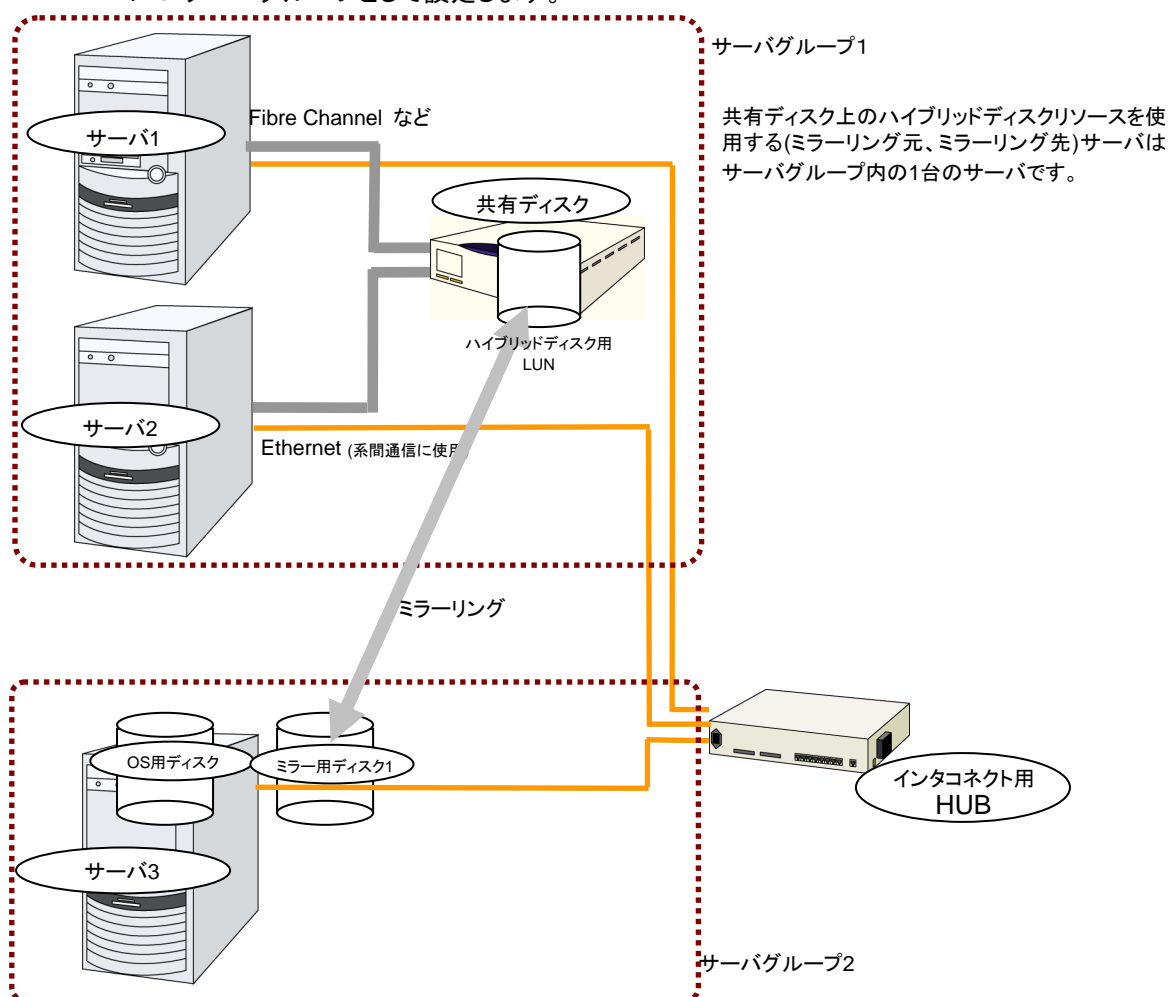 サーバグループ1
サーバ1
Fibre Channel など
共有ディスク上のハイブリッドディスクリソースを使
用する(ミラーリング元、ミラーリング先)サーバは
サーバグループ内の1台のサーバです。
共有ディスク
ハイブリッドディスク用
LUN
サーバ2
Ethernet (系間通信に使用)
ミラーリング
OS用ディスク
ミラー用ディスク1
インタコネクト用
HUB
サーバ3
サーバグループ2